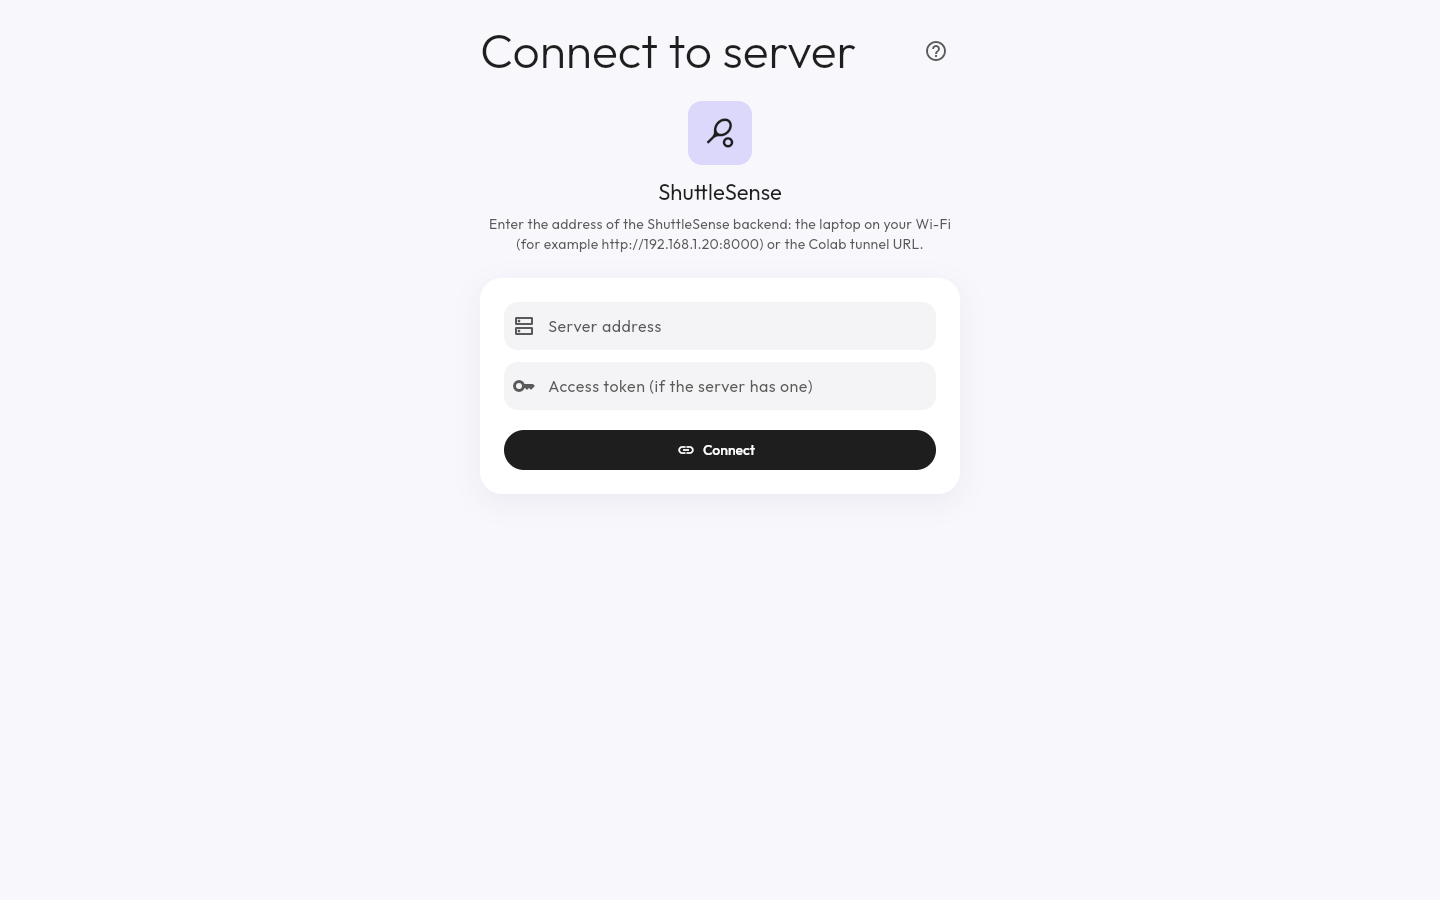 Connect to server
ShuttleSense
Enter the address of the ShuttleSense backend: the laptop on your Wi-Fi
(for example http://192.168.1.20:8000) or the Colab tunnel URL.
Server address
Access token (if the server has one)
Connect